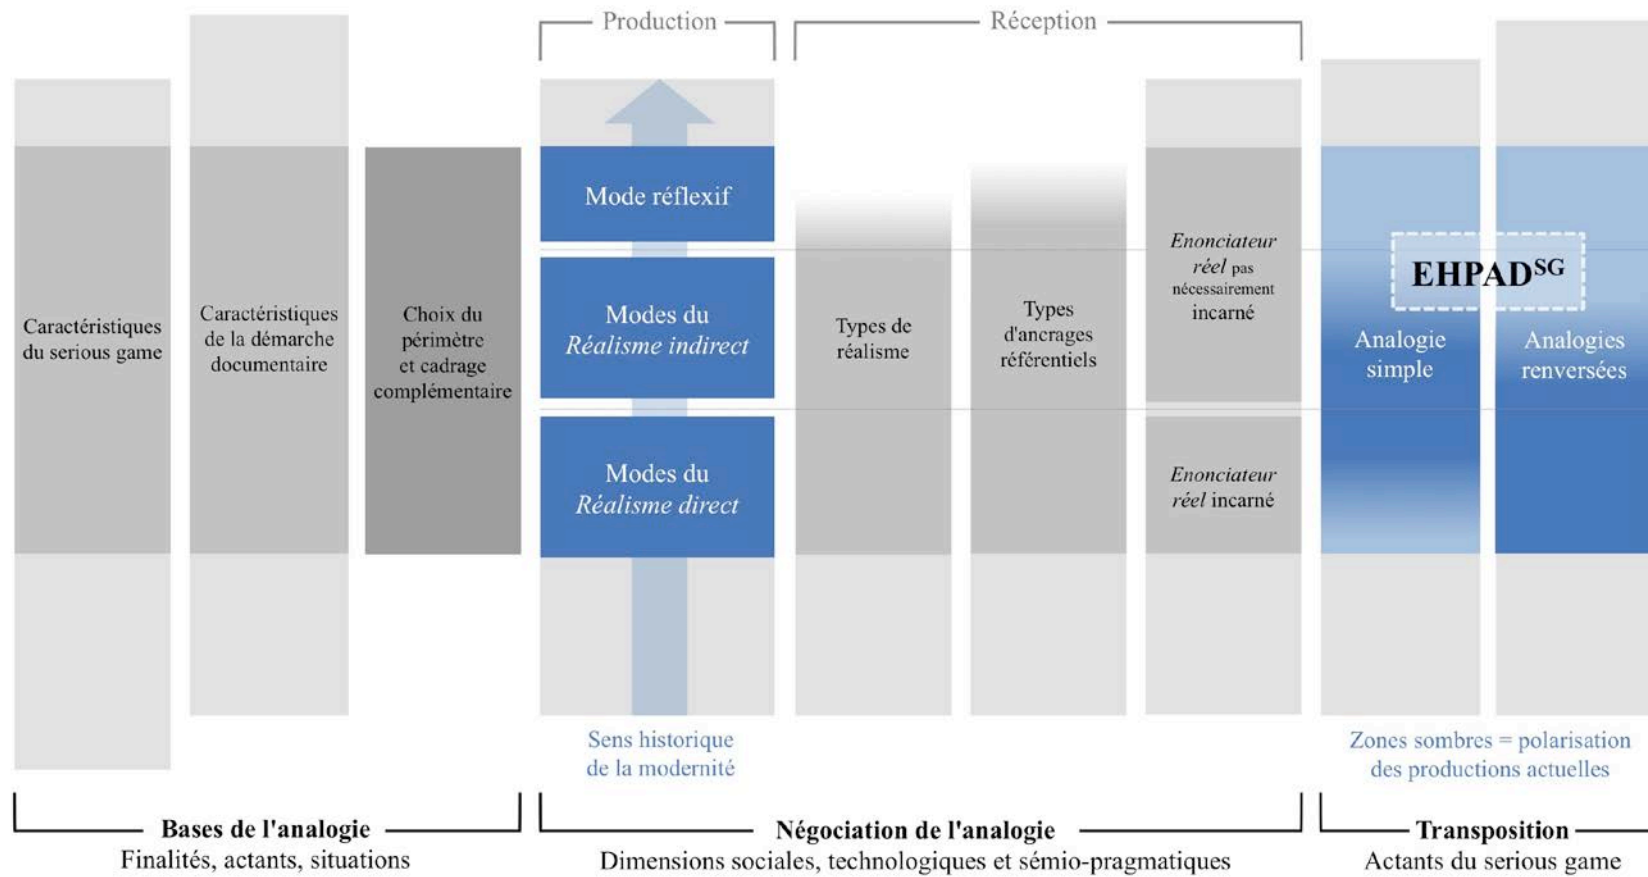 Production
Réception
Caractéristiques
du serious game
Caractéristiques
de la démarche
documentaire
Choix du
périmètre
et cadrage
complémentaire
Mode réflexif
Modes du
Réalisme indirect
Modes du
Réalisme direct
Types de
réalisme
Types
d'ancrages
référentiels
Enonciateur
réel pas
nécessairement
incarné
Enonciateur
réel incarné
EHPADSG
Analogie
simple
Analogies
renversées
Sens historique
de la modernité
Zones sombres = polarisation
des productions actuelles
Bases de l'analogie
Finalités, actants, situations
Négociation de l'analogie
Dimensions sociales, technologiques et sémio-pragmatiques
Transposition
Actants du serious game